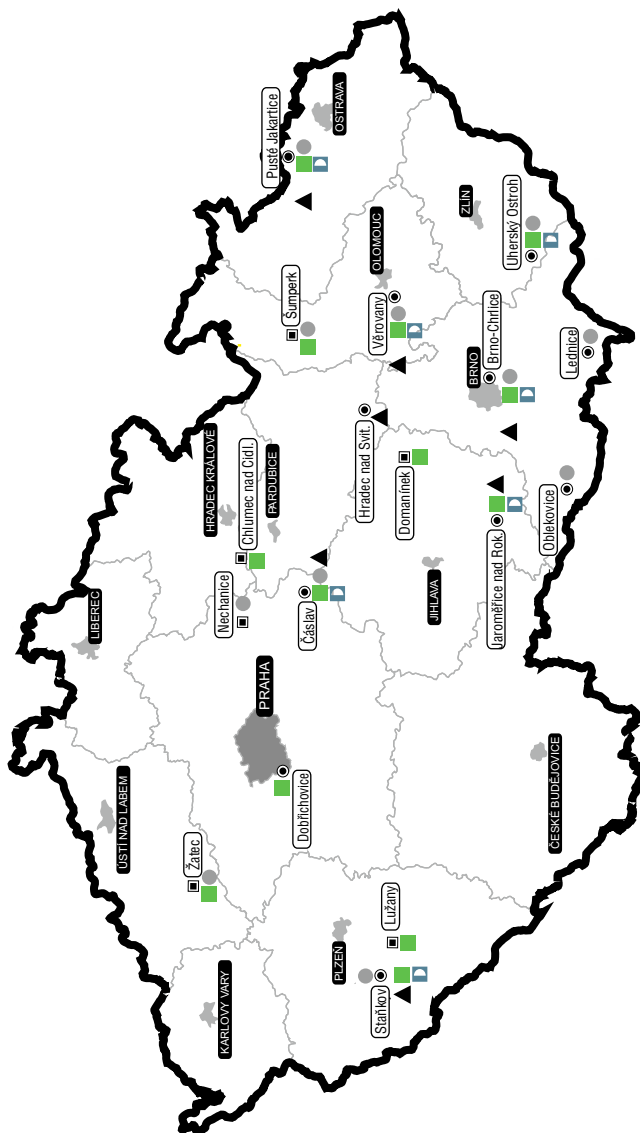 LIBEREC
ÚSTÍ NAD LABEM
KARLOVY VARY
Žatec
HRADEC KRÁLOVÉ
Chlumec nad Cidl.
Nechanice
PARDUBICE
PRAHA
Dobřichovice
Čáslav
Šumperk
Pusté Jakartice
OSTRAVA
PLZEŇ
Staňkov
Lužany
Hradec nad Svit.
Věrovany
OLOMOUC
Domanínek
JIHLAVA
ZLÍN
BRNO
Brno-Chrlice
Uherský Ostroh
Jaroměřice nad Rok.
ČESKÉ BUDĚJOVICE
Oblekovice
Lednice